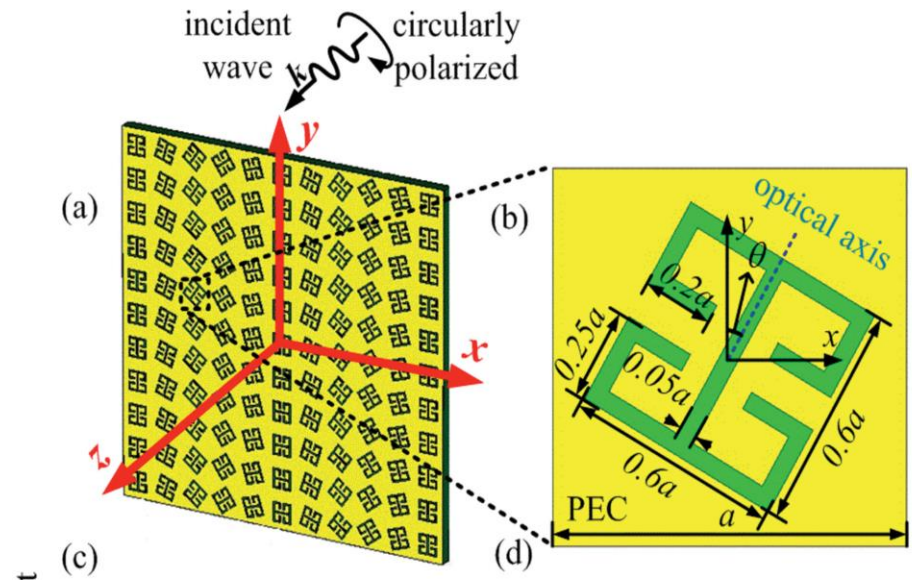 incident
wave
k
circularly
polarized
y
(a)
x
z
(c)
(b)
optical axis
y
θ
x
0.2a
0.25a
0.05a
0.6a
0.6a
PEC
a
(d)
t